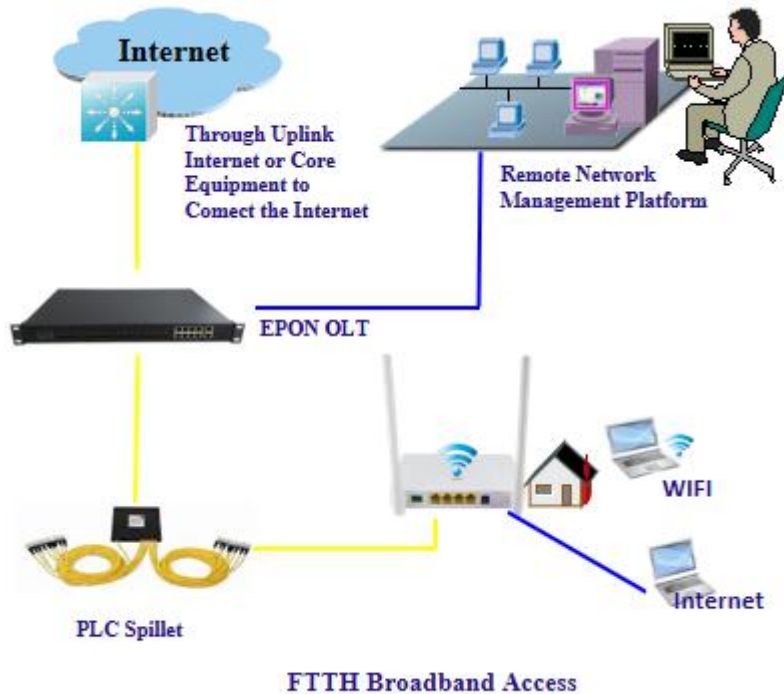 Internet
Through Uplink
Internet or Core
Equipment to
Comect the Internet
Remote Network
Management Platform
EPON OLT
WIFI
Internet
PLC Spillet
FTTH Broadband Access